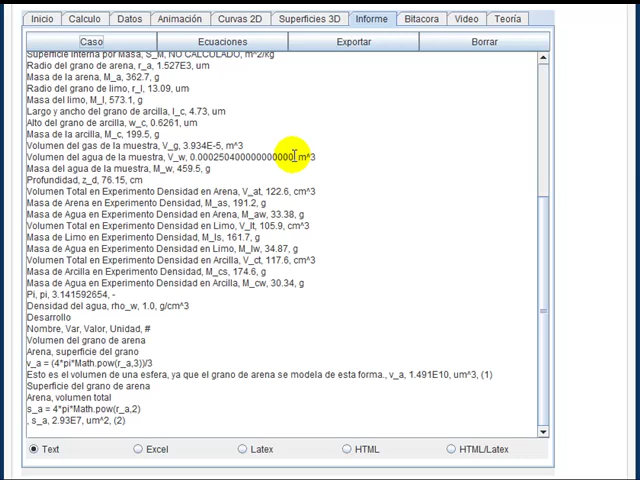 Inicio Calculo Datos Animación Curvas 2D Superficies 3D Informe Bitacora Video Teoría
Caso Ecuaciones Exportar Borrar
Superficie interna por Masa, S_M, NO CALCULADO, m^2/kg
Radio del grano de arena, r_a, 1.527E3, um
Masa de la arena, M_a, 362.7, g
Radio del grano de limo, r_l, 13.09, um
Masa del limo, M_l, 573.1, g
Largo y ancho del grano de arcilla, l_c, 4.73, um
Alto del grano de arcilla, w_c, 0.6261, um
Masa de la arcilla, M_c, 199.5, g
Volumen del gas de la muestra, V_g, 3.934E-5, m^3
Volumen del agua de la muestra, V_w, 0.000250400000000000, m^3
Masa del agua de la muestra, M_w, 459.5, g
Profundidad, z_d, 76.15, cm
Volumen Total en Experimento Densidad en Arena, V_at, 122.6, cm^3
Masa de Arena en Experimento Densidad, M_as, 191.2, g
Masa de Agua en Experimento Densidad en Arena, M_aw, 33.38, g
Volumen Total en Experimento Densidad en Limo, V_lt, 105.9, cm^3
Masa de Limo en Experimento Densidad, M_ls, 161.7, g
Masa de Agua en Experimento Densidad en Limo, M_lw, 34.87, g
Volumen Total en Experimento Densidad en Arcilla, V_ct, 117.6, cm^3
Masa de Arcilla en Experimento Densidad, M_cs, 174.6, g
Masa de Agua en Experimento Densidad en Arcilla, M_cw, 30.34, g
Pi, pi, 3.141592654, -
Densidad del agua, rho_w, 1.0, g/cm^3
Desarrollo
Nombre, Var, Valor, Unidad, #
Volumen del grano de arena
Arena, superficie del grano
v_a = (4*pi*Math.pow(r_a,3))/3
Esto es el volumen de una esfera, ya que el grano de arena se modela de esta forma., v_a, 1.491E10, um^3, (1)
Superficie del grano de arena
Arena, volumen total
s_a = 4*pi*Math.pow(r_a,2)
, s_a, 2.93E7, um^2, (2)
Text Excel Latex HTML HTML/Latex